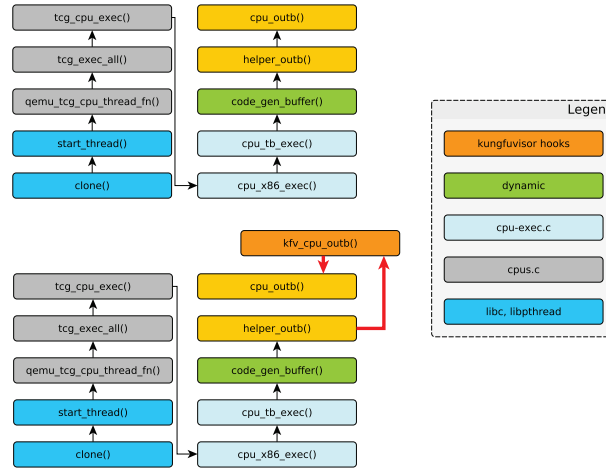 tcg_cpu_exec()
tcg_exec_all()
qemu_tcg_cpu_thread_fn()
start_thread()
clone()
cpu_outb()
helper_outb()
code_gen_buffer()
cpu_tb_exec()
cpu_x86_exec()
kfv_cpu_outb()
tcg_cpu_exec()
tcg_exec_all()
qemu_tcg_cpu_thread_fn()
start_thread()
clone()
cpu_outb()
helper_outb()
code_gen_buffer()
cpu_tb_exec()
cpu_x86_exec()
Legen
kungfuvisor hooks
dynamic
cpu-exec.c
cpus.c
libc, libpthread